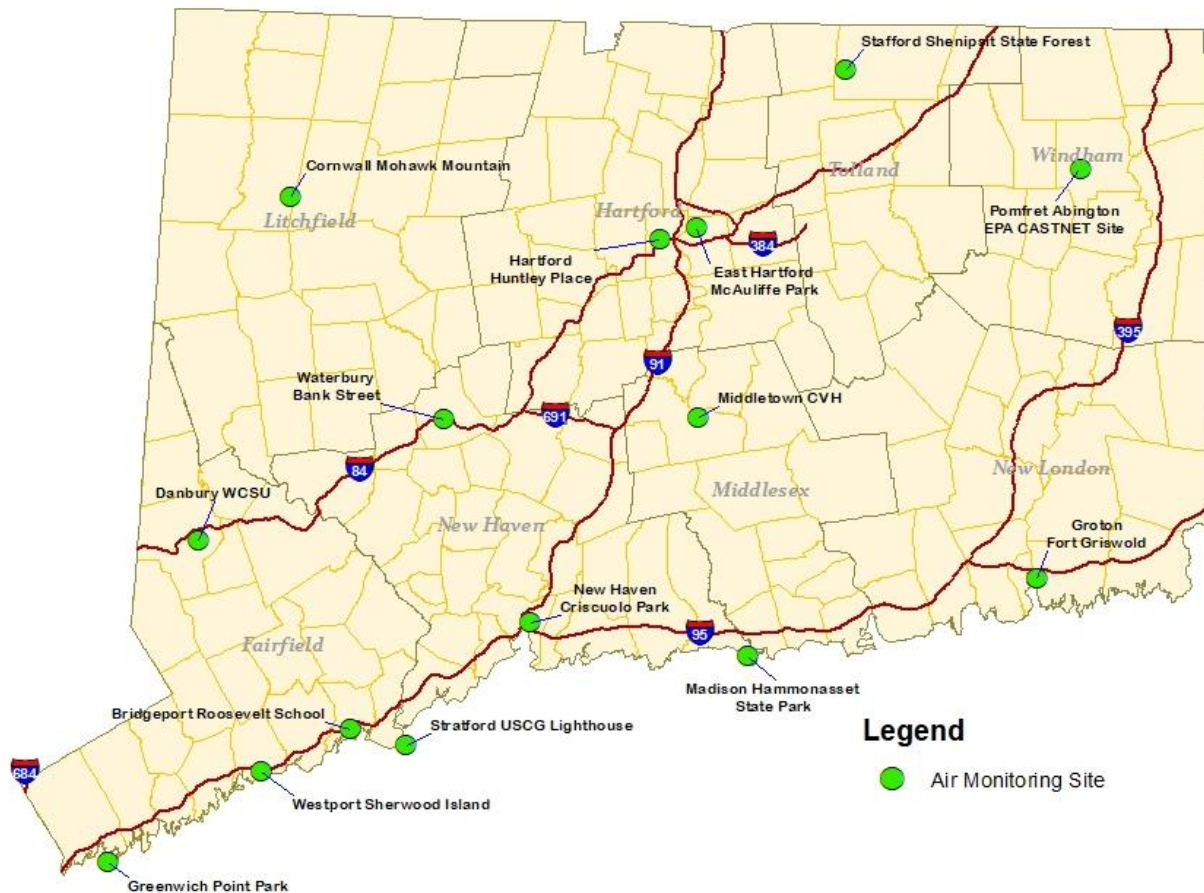 Stafford Shenipsit State Forest
Cornwall Mohawk Mountain
Litchfield
Hartford
Tolland
Windham
Pomfret Abington
EPA CASTNET Site
Hartford
Huntley Place
384
East Hartford
McAuliffe Park
395
91
Waterbury
Bank Street
691
Middletown CVH
84
Danbury WCSU
New Haven
Middlesex
New London
Groton
Fort Griswold
New Haven
Criscuolo Park
95
Fairfield
Madison Hammonasset
State Park
Bridgeport Roosevelt School
Stratford USCG Lighthouse
684
Westport Sherwood Island
Greenwich Point Park
Legend
Air Monitoring Site